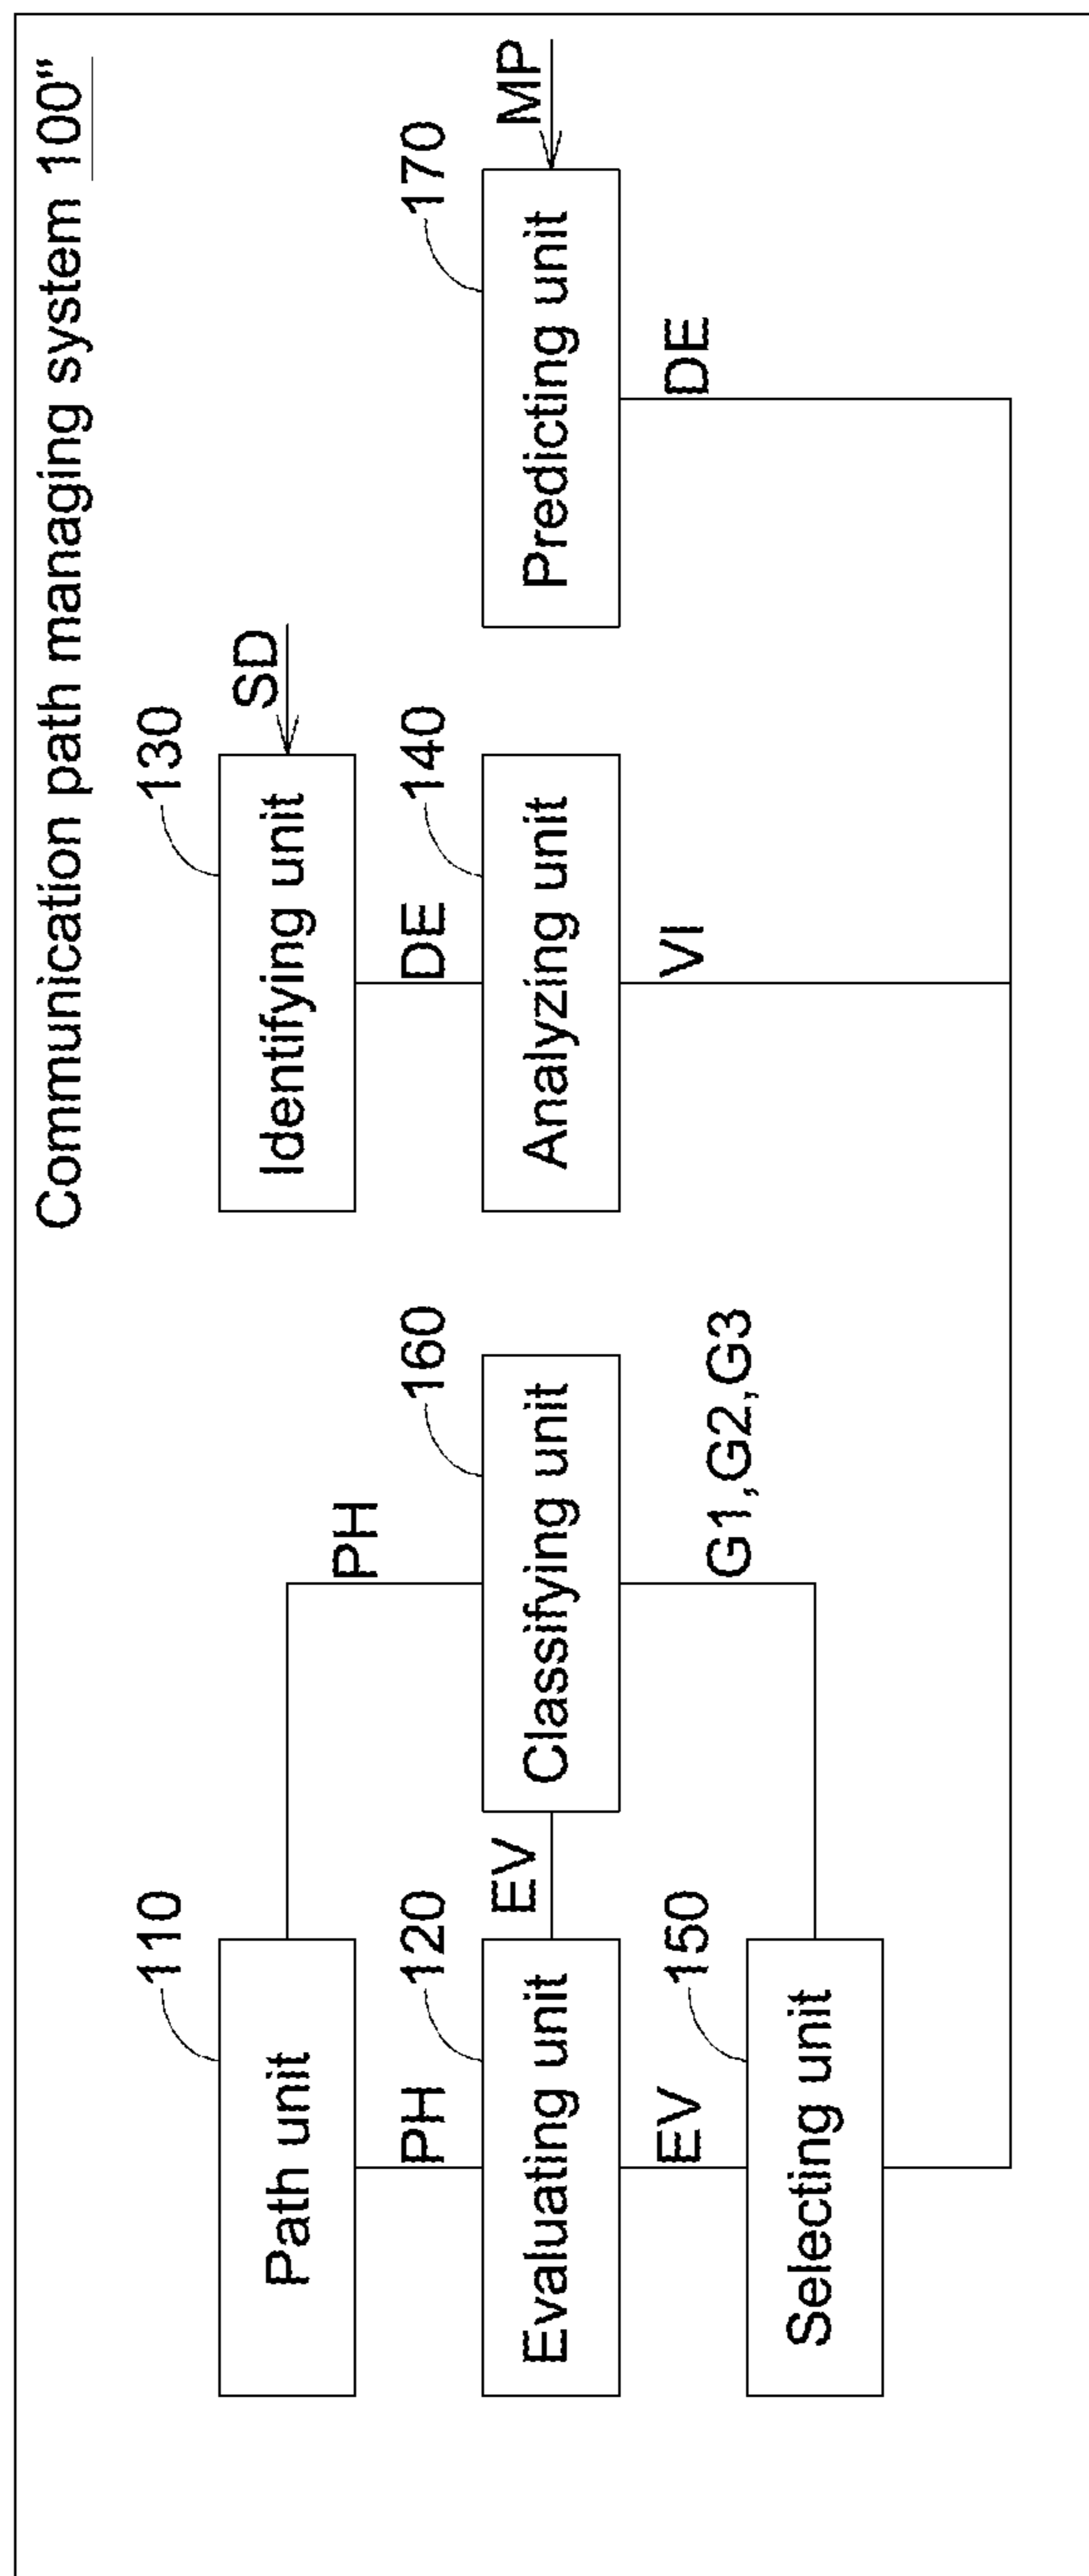 Communication path managing system 100"
110
Path unit
PH
PH
120
Evaluating unit
EV
EV
150
Selecting unit
160
Classifying unit
G1,G2,G3
130
SD
Identifying unit
DE
140
Analyzing unit
VI
170
MP
Predicting unit
DE